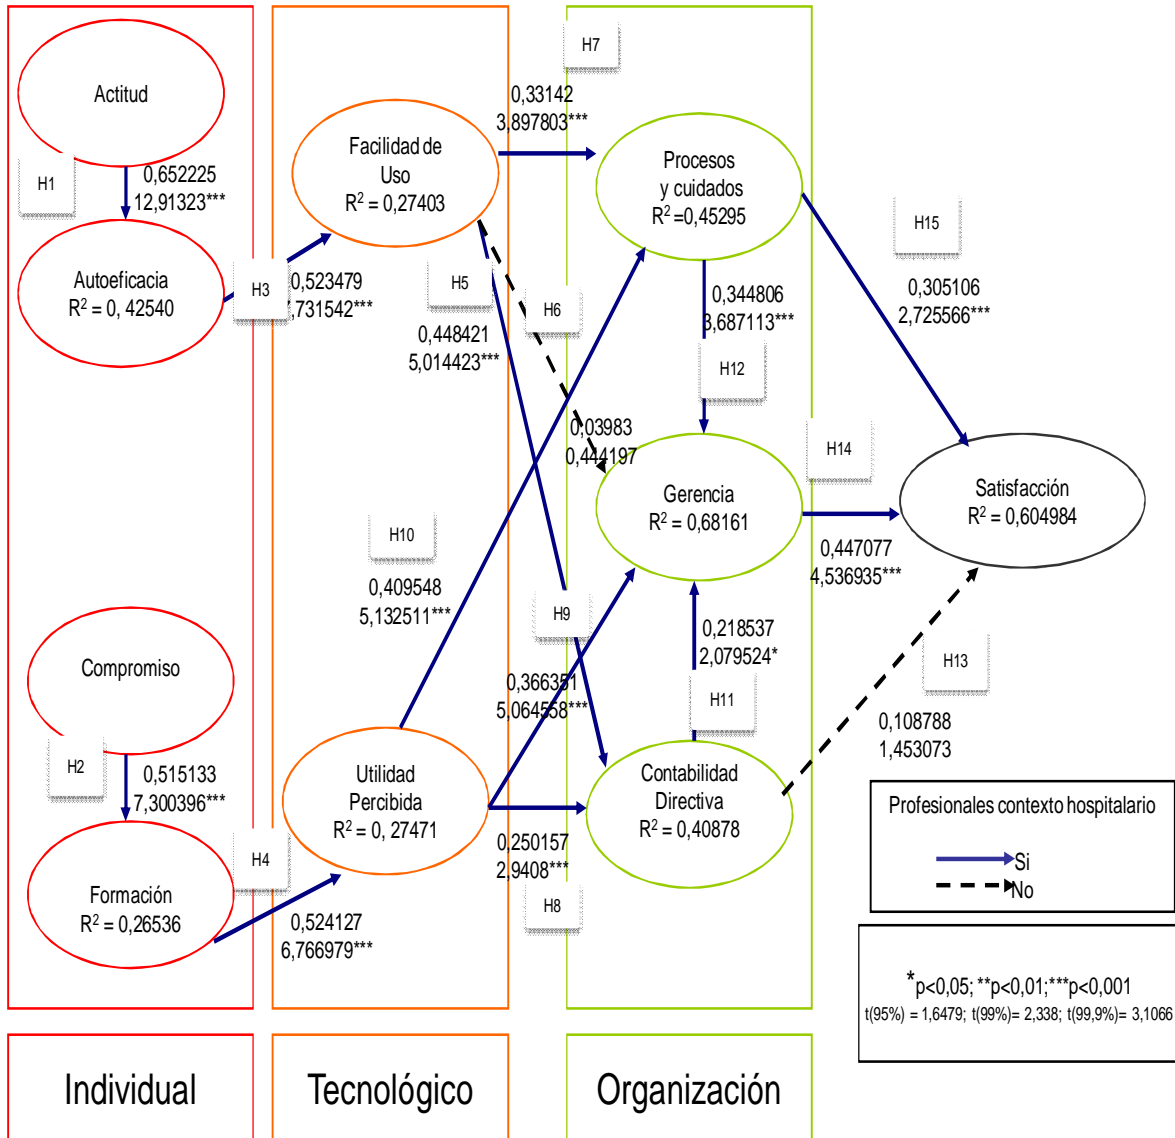 Actitud
H1
0,652225
12,91323***
Autoeficacia
R² = 0, 42540
H3
0,523479
,731542***
Compromiso
H2
0,515133
7,300396***
Formación
R² = 0,26536
H4
0,524127
6,766979***
Individual
Facilidad de
Uso
R² = 0,27403
H5
0,448421
5,014423***
H6
0,03983
0,444197
H7
0,33142
3,897803***
H10
0,409548
5,132511***
H9
0,366351
5,064558***
Utilidad
Percibida
R² = 0, 27471
0,250157
2,9408***
H8
Tecnológico
Procesos
y cuidados
R² =0,45295
0,344806
3,687113***
H12
Gerencia
R² = 0,68161
0,218537
2,079524*
H11
Contabilidad
Directiva
R² = 0,40878
Organización
H15
0,305106
2,725566***
H14
0,447077
4,536935***
Satisfacción
R² = 0,604984
H13
0,108788
1,453073
Profesionales contexto hospitalario
Si
No
*p<0,05; **p<0,01;***p<0,001
t(95%) = 1,6479; t(99%)= 2,338; t(99,9%)= 3,1066